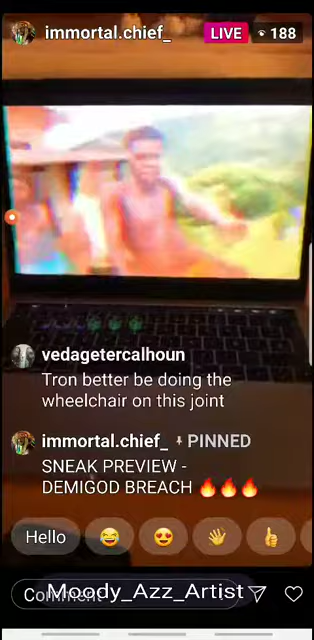 immortal.chief_ LIVE 188
vedagetercalhoun
Tron better be doing the
wheelchair on this joint
immortal.chief_ PINNED
SNEAK PREVIEW -
DEMIGOD BREACH 🔥🔥🔥
Hello 😂 😍 👋 👍
Comment
Moody_Azz_Artist